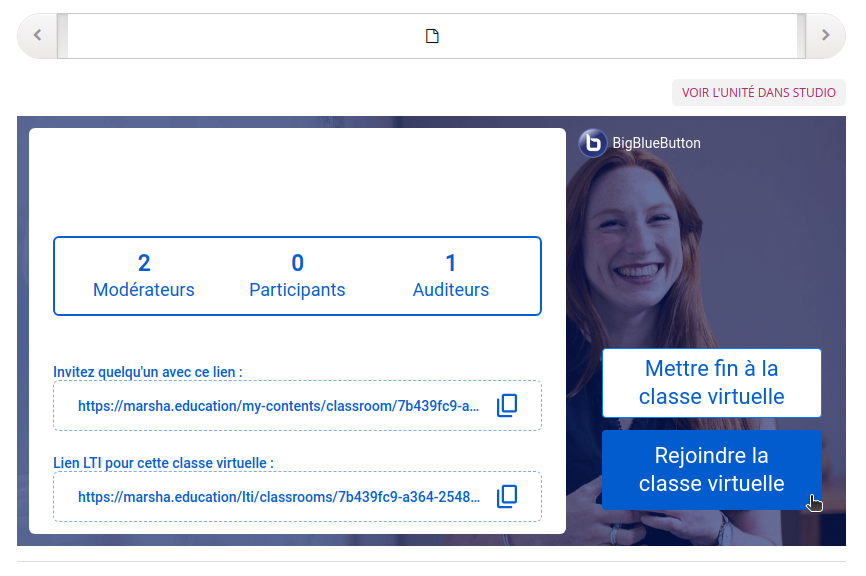 VOIR L'UNITÉ DANS STUDIO
BigBlueButton
2
Modérateurs
0
Participants
1
Auditeurs
Invitez quelqu'un avec ce lien :
https://marsha.education/my-contents/classroom/7b439fc9-a...
Lien LTI pour cette classe virtuelle :
https://marsha.education/lti/classrooms/7b439fc9-a364-2548...
Mettre fin à la
classe virtuelle
Rejoindre la
classe virtuelle